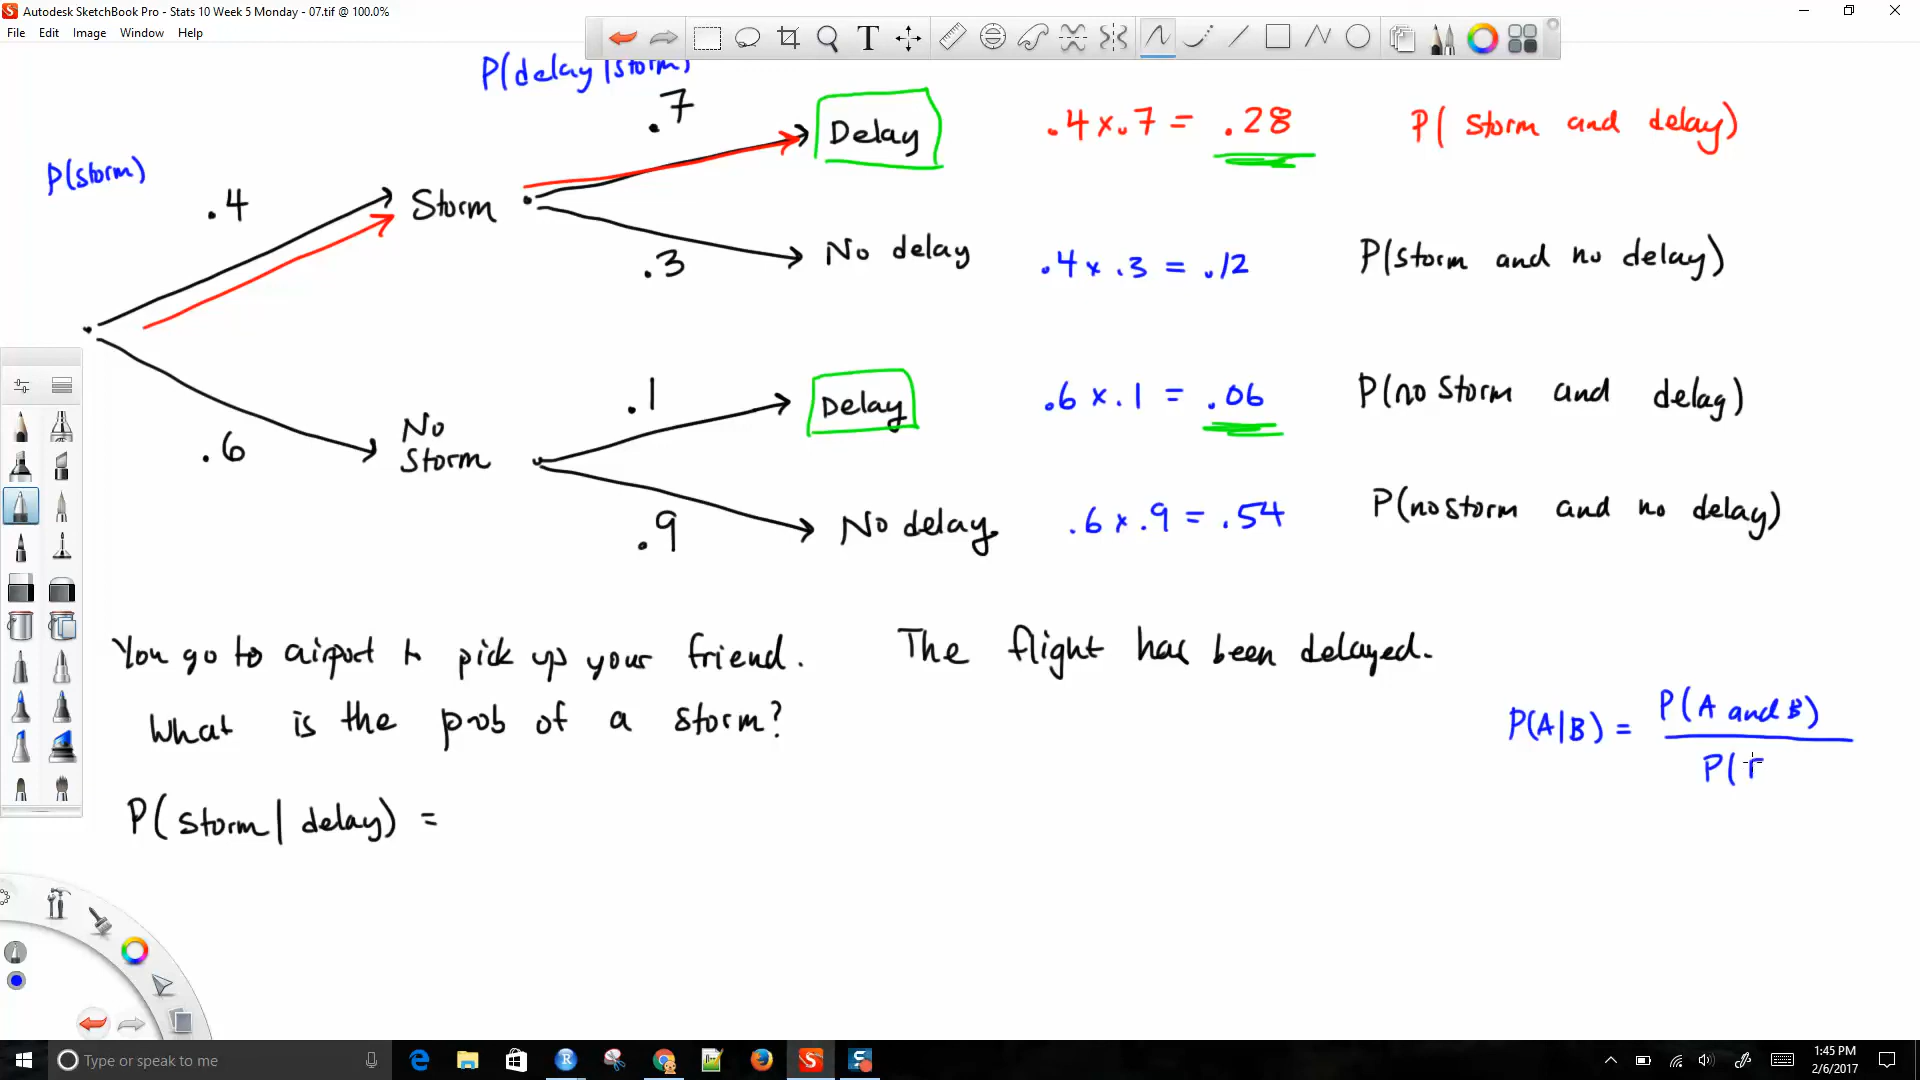 Autodesk SketchBook Pro - Stats 10 Week 5 Monday - 07.tif @ 100.0%
File Edit Image Window Help
P(delay | storm)
.7
Delay
.4 x .7 = .28
P( storm and delay)
P(storm)
.4
Storm
.3
No delay
.4 x .3 = .12
P(storm and no delay)
.6
No
Storm
.1
Delay
.6 x .1 = .06
P(no storm and delay)
.9
No delay
.6 x .9 = .54
P(no storm and no delay)
You go to airport to pick up your friend. The flight has been delayed.
What is the prob of a storm?
P(A|B) = P(A and B)
P(
P( storm | delay) =
Type or speak to me
1:45 PM
2/6/2017